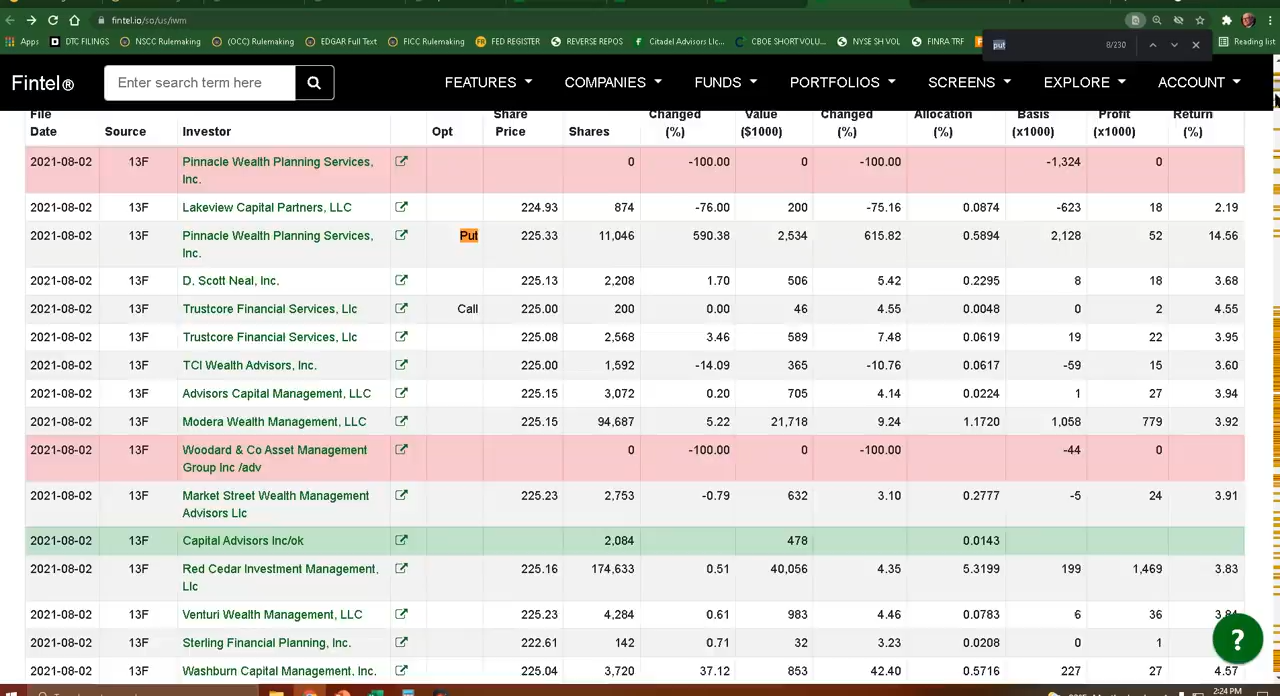 fintel.io/so/us/iwm
Apps DTC FILINGS NSCC Rulemaking (OCC) Rulemaking EDGAR Full Text FICC Rulemaking FED REGISTER REVERSE REPOS Citadel Advisors Llc... CBOE SHORT VOLU... NYSE SH VOL FINRA TRF put 0/230 Reading list
Fintel® Enter search term here FEATURES COMPANIES FUNDS PORTFOLIOS SCREENS EXPLORE ACCOUNT
File Share Changed Value Changed Allocation Basis Profit Return
Date Source Investor Opt Price Shares (%) ($1000) (%) (%) (x1000) (x1000) (%)
2021-08-02 13F Pinnacle Wealth Planning Services, 0 -100.00 0 -100.00 -1,324 0
Inc.
2021-08-02 13F Lakeview Capital Partners, LLC 224.93 874 -76.00 200 -75.16 0.0874 -623 18 2.19
2021-08-02 13F Pinnacle Wealth Planning Services, Put 225.33 11,046 590.38 2,534 615.82 0.5894 2,128 52 14.56
Inc.
2021-08-02 13F D. Scott Neal, Inc. 225.13 2,208 1.70 506 5.42 0.2295 8 18 3.68
2021-08-02 13F Trustcore Financial Services, Llc Call 225.00 200 0.00 46 4.55 0.0048 0 2 4.55
2021-08-02 13F Trustcore Financial Services, Llc 225.08 2,568 3.46 589 7.48 0.0619 19 22 3.95
2021-08-02 13F TCI Wealth Advisors, Inc. 225.00 1,592 -14.09 365 -10.76 0.0617 -59 15 3.60
2021-08-02 13F Advisors Capital Management, LLC 225.15 3,072 0.20 705 4.14 0.0224 1 27 3.94
2021-08-02 13F Modera Wealth Management, LLC 225.15 94,687 5.22 21,718 9.24 1.1720 1,058 779 3.92
2021-08-02 13F Woodard & Co Asset Management 0 -100.00 0 -100.00 -44 0
Group Inc /adv
2021-08-02 13F Market Street Wealth Management 225.23 2,753 -0.79 632 3.10 0.2777 -5 24 3.91
Advisors Llc
2021-08-02 13F Capital Advisors Inc/ok 2,084 478 0.0143
2021-08-02 13F Red Cedar Investment Management, 225.16 174,633 0.51 40,056 4.35 5.3199 199 1,469 3.83
Llc
2021-08-02 13F Venturi Wealth Management, LLC 225.23 4,284 0.61 983 4.46 0.0783 6 36 3.84
2021-08-02 13F Sterling Financial Planning, Inc. 222.61 142 0.71 32 3.23 0.0208 0 1
2021-08-02 13F Washburn Capital Management, Inc. 225.04 3,720 37.12 853 42.40 0.5716 227 27 4.57
?
2:24 PM